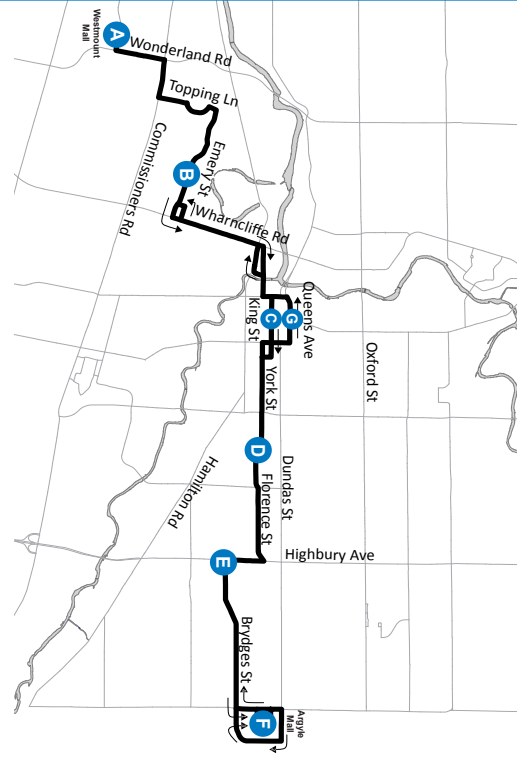 Westmount
Mall
A
Wonderland Rd
Topping Ln
Commissioners Rd
Emery St
B
Wharncliffe Rd
Queens Ave
King St
C
G
York St
Oxford St
D
Dundas St
Florence St
Hamilton Rd
Highbury Ave
E
Brydges St
Argyle
Mall
F